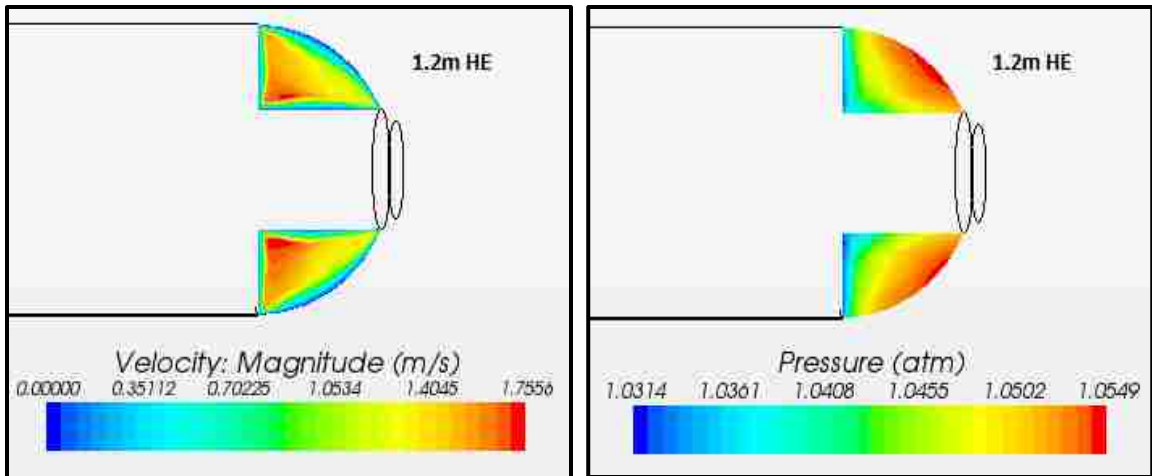 1.2m HE
Velocity: Magnitude (m/s)
0.00000 0.35112 0.70225 1.0534 1.4045 1.7556
1.2m HE
Pressure (atm)
1.0314 1.0361 1.0408 1.0455 1.0502 1.0549